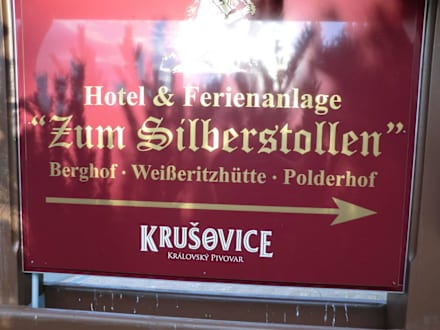 Hotel & Ferienanlage
“Zum Silberstollen”
Berghof · Weißeritzhütte · Polderhof
KRUŠOVICE
KRÁLOVSKÝ PIVOVAR